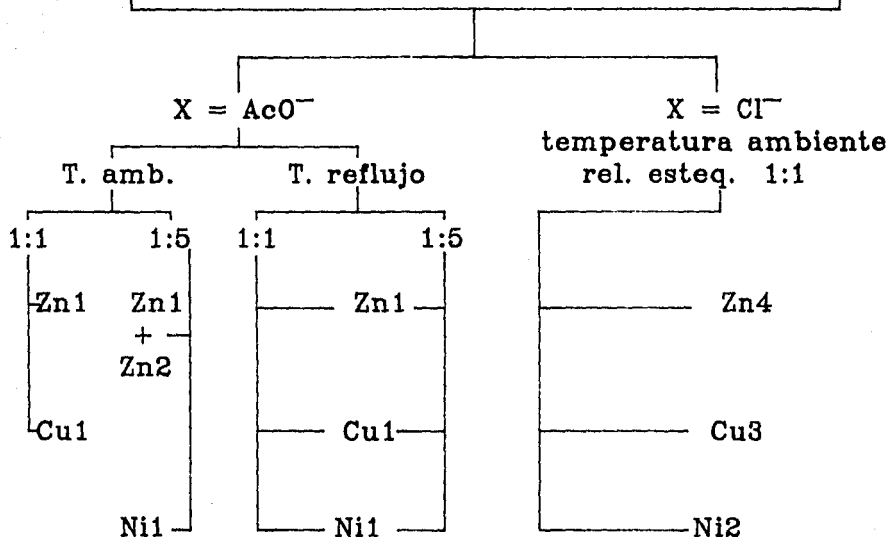 X = AcO⁻
X = Cl⁻
temperatura ambiente
rel. esteq. 1:1
T. amb.
T. reflujo
1:1
1:5
1:1
1:5
Zn1
Zn1
+
Zn2
Zn1
Zn4
Cu1
Cu1
Cu3
Ni1
Ni1
Ni2